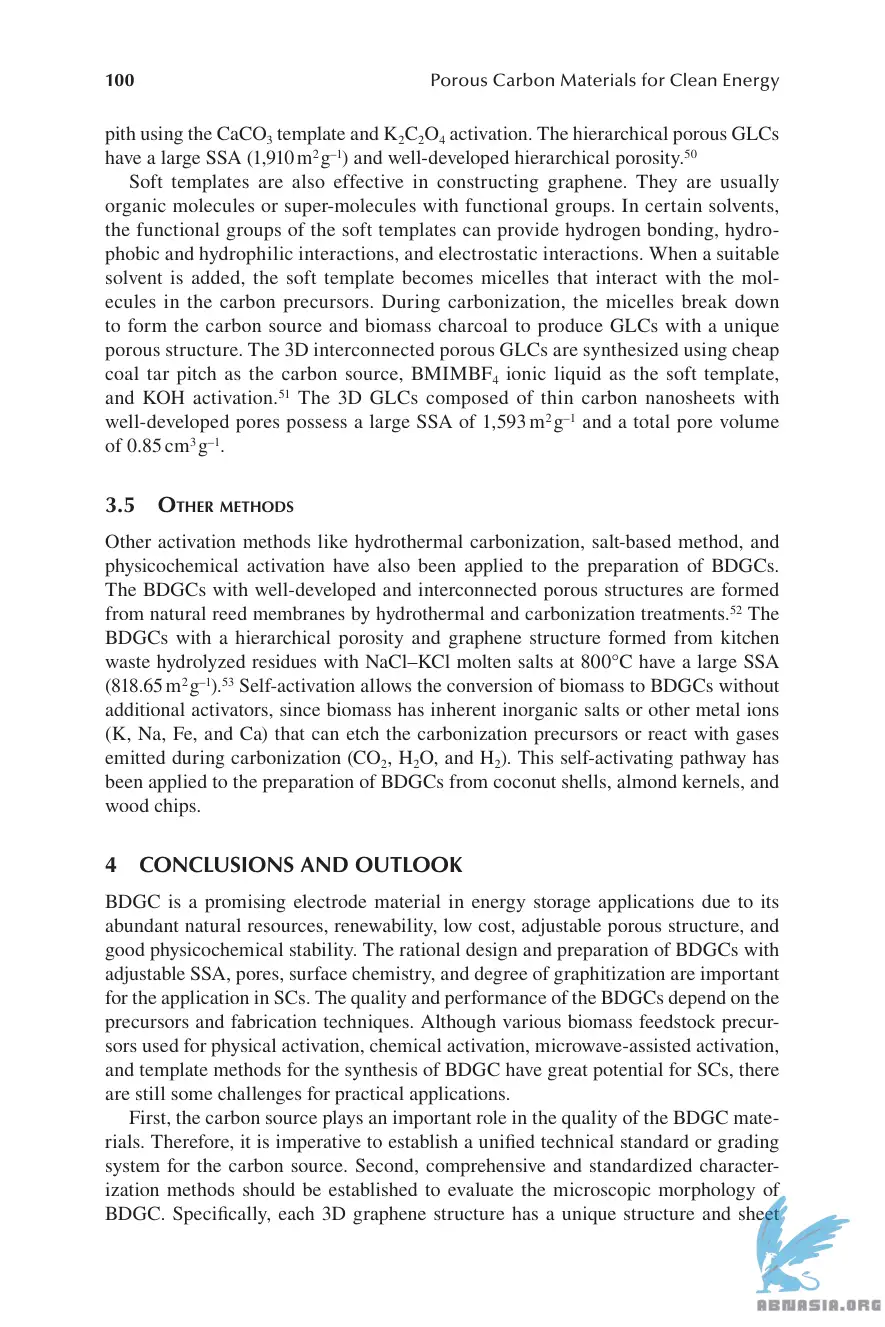 100 Porous Carbon Materials for Clean Energy
pith using the CaCO₃ template and K₂C₂O₄ activation. The hierarchical porous GLCs
have a large SSA (1,910 m² g⁻¹) and well-developed hierarchical porosity.⁵⁰
Soft templates are also effective in constructing graphene. They are usually
organic molecules or super-molecules with functional groups. In certain solvents,
the functional groups of the soft templates can provide hydrogen bonding, hydro-
phobic and hydrophilic interactions, and electrostatic interactions. When a suitable
solvent is added, the soft template becomes micelles that interact with the mol-
ecules in the carbon precursors. During carbonization, the micelles break down
to form the carbon source and biomass charcoal to produce GLCs with a unique
porous structure. The 3D interconnected porous GLCs are synthesized using cheap
coal tar pitch as the carbon source, BMIMBF₄ ionic liquid as the soft template,
and KOH activation.⁵¹ The 3D GLCs composed of thin carbon nanosheets with
well-developed pores possess a large SSA of 1,593 m² g⁻¹ and a total pore volume
of 0.85 cm³ g⁻¹.
3.5 Other methods
Other activation methods like hydrothermal carbonization, salt-based method, and
physicochemical activation have also been applied to the preparation of BDGCs.
The BDGCs with well-developed and interconnected porous structures are formed
from natural reed membranes by hydrothermal and carbonization treatments.⁵² The
BDGCs with a hierarchical porosity and graphene structure formed from kitchen
waste hydrolyzed residues with NaCl–KCl molten salts at 800°C have a large SSA
(818.65 m² g⁻¹).⁵³ Self-activation allows the conversion of biomass to BDGCs without
additional activators, since biomass has inherent inorganic salts or other metal ions
(K, Na, Fe, and Ca) that can etch the carbonization precursors or react with gases
emitted during carbonization (CO₂, H₂O, and H₂). This self-activating pathway has
been applied to the preparation of BDGCs from coconut shells, almond kernels, and
wood chips.
4 CONCLUSIONS AND OUTLOOK
BDGC is a promising electrode material in energy storage applications due to its
abundant natural resources, renewability, low cost, adjustable porous structure, and
good physicochemical stability. The rational design and preparation of BDGCs with
adjustable SSA, pores, surface chemistry, and degree of graphitization are important
for the application in SCs. The quality and performance of the BDGCs depend on the
precursors and fabrication techniques. Although various biomass feedstock precur-
sors used for physical activation, chemical activation, microwave-assisted activation,
and template methods for the synthesis of BDGC have great potential for SCs, there
are still some challenges for practical applications.
First, the carbon source plays an important role in the quality of the BDGC mate-
rials. Therefore, it is imperative to establish a unified technical standard or grading
system for the carbon source. Second, comprehensive and standardized character-
ization methods should be established to evaluate the microscopic morphology of
BDGC. Specifically, each 3D graphene structure has a unique structure and sheet
ABNASIA.ORG